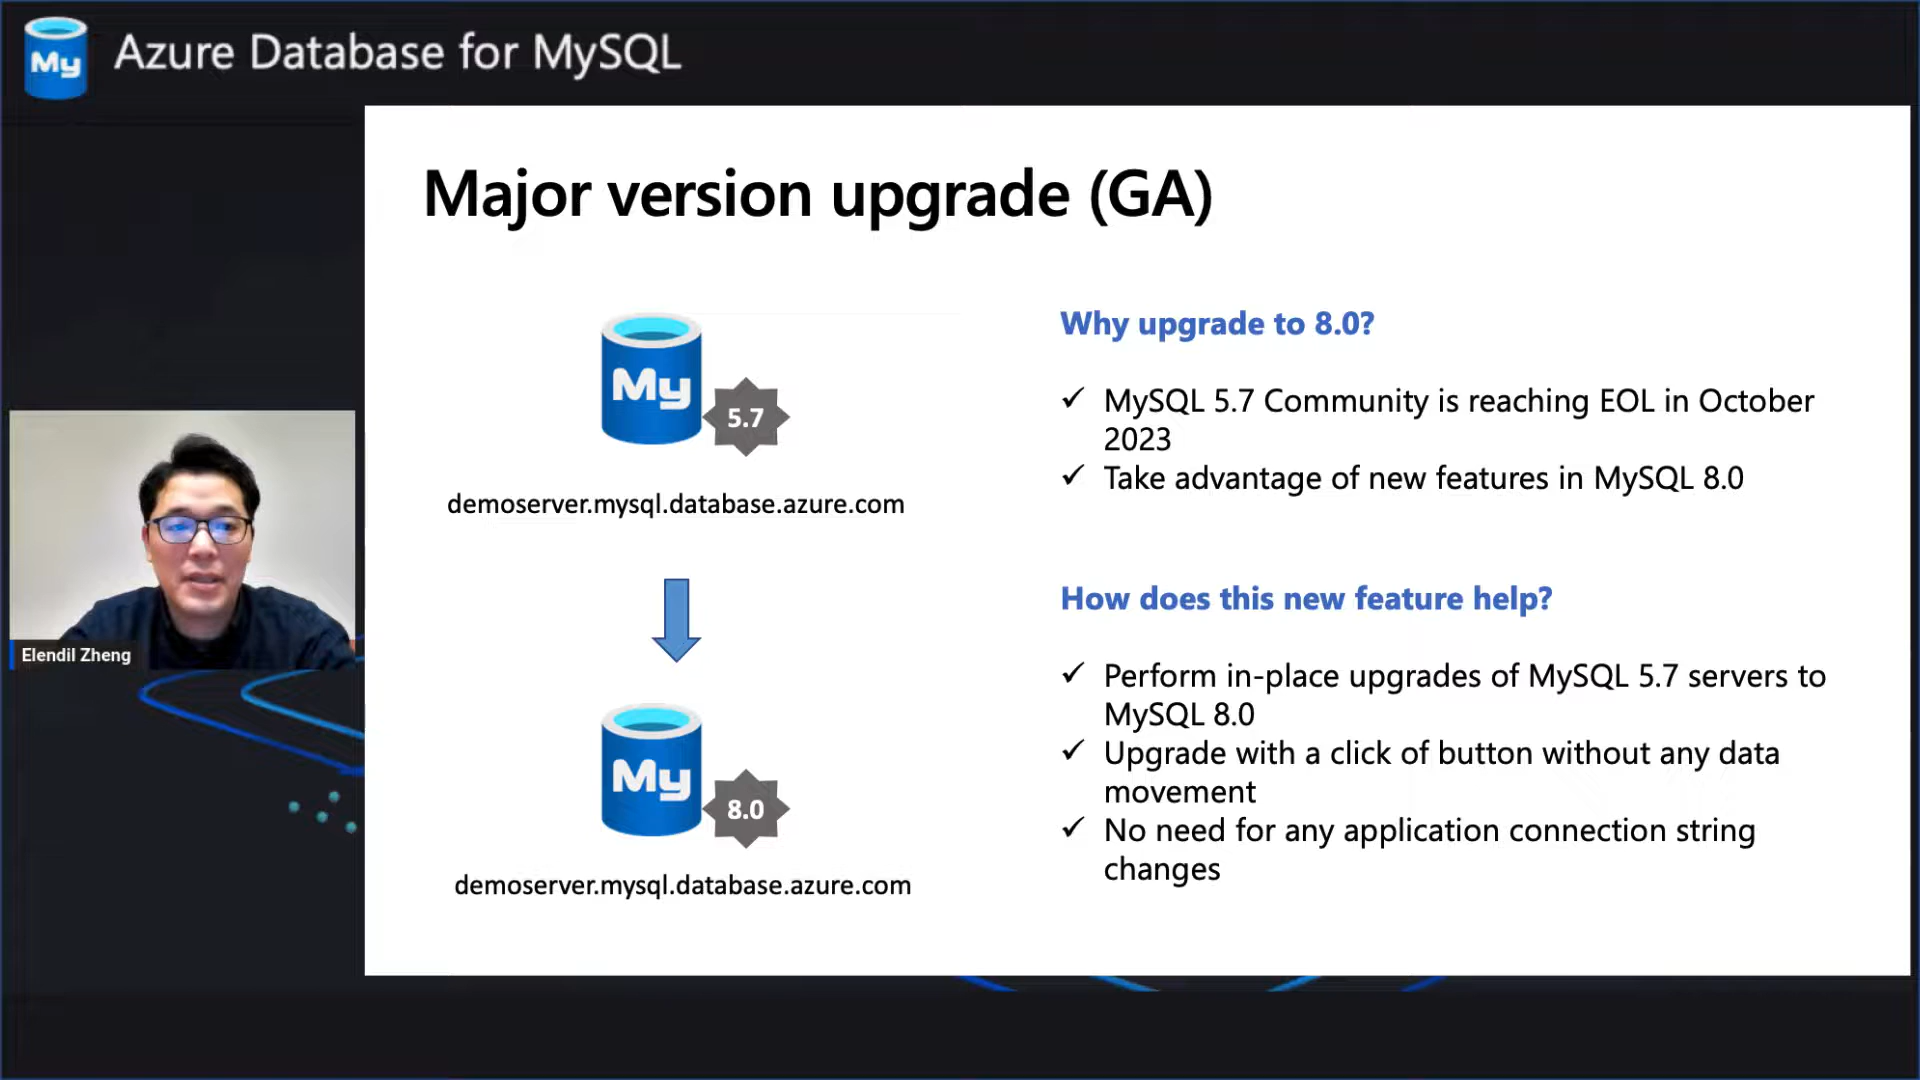 My
Azure Database for MySQL
Major version upgrade (GA)
My
5.7
demoserver.mysql.database.azure.com
My
8.0
demoserver.mysql.database.azure.com
Why upgrade to 8.0?
✓ MySQL 5.7 Community is reaching EOL in October
2023
✓ Take advantage of new features in MySQL 8.0
How does this new feature help?
✓ Perform in-place upgrades of MySQL 5.7 servers to
MySQL 8.0
✓ Upgrade with a click of button without any data
movement
✓ No need for any application connection string
changes
Elendil Zheng